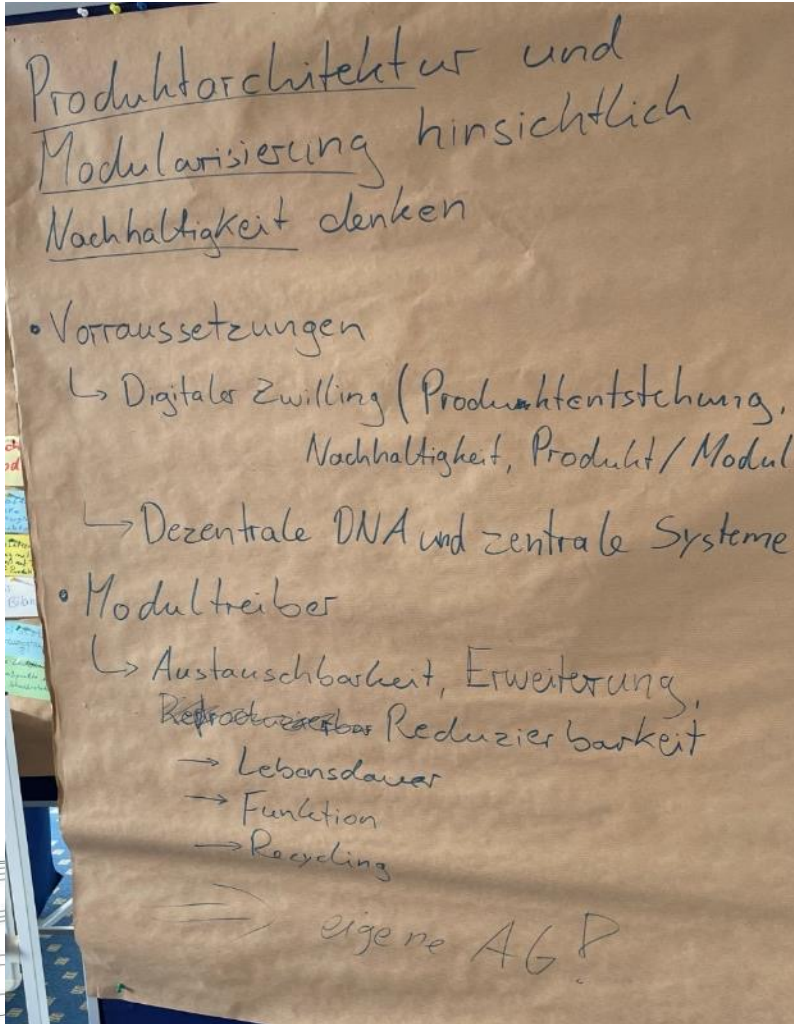 Produktarchitektur und
Modularisierung hinsichtlich
Nachhaltigkeit denken
• Vorraussetzungen
↳ Digitaler Zwilling (Produktentstehung,
Nachhaltigkeit, Produkt/Modul
↳ Dezentrale DNA und zentrale Systeme
• Modultreiber
↳ Austauschbarkeit, Erweiterung,
Reduzierbarkeit
→ Lebensdauer
→ Funktion
→ Recycling
⇒ eigene AG?